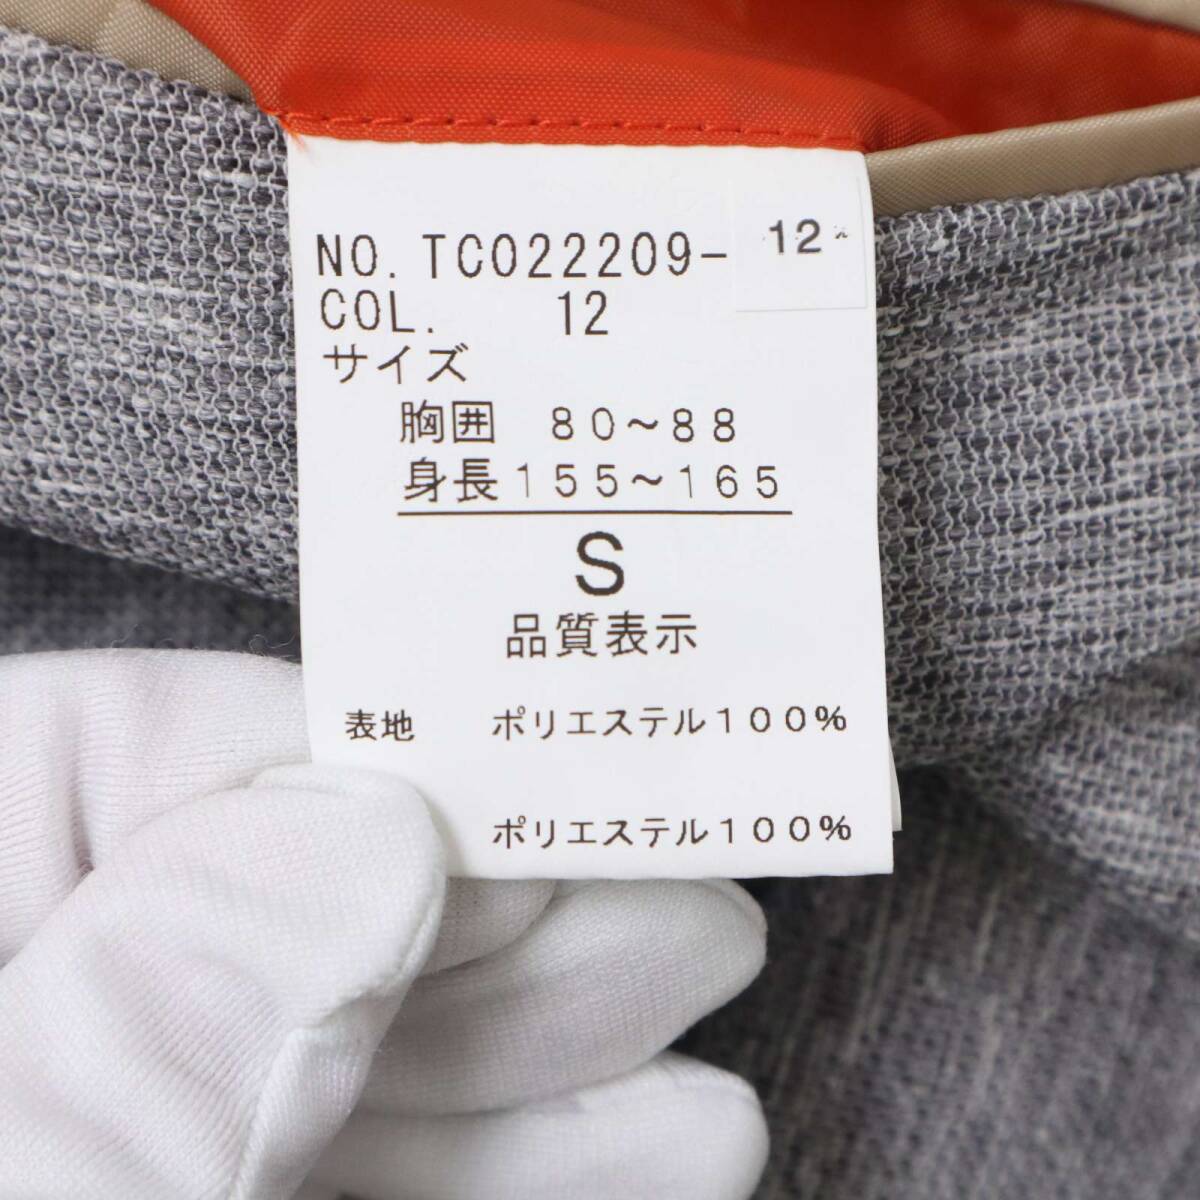 NO. TC022209- 12
COL. 12
サイズ
胸囲 80～88
身長155～165
S
品質表示
表地 ポリエステル100%
ポリエステル100%